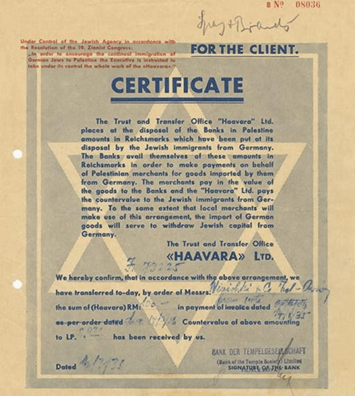 B Nº 08036
Under Control of the Jewish Agency in accordance with
the Resolution of the 19. Zionist Congress:
"In order to encourage the continued immigration of
German Jews to Palestine the Executive is instructed to
take under its control the whole work of the »Haavara«."
FOR THE CLIENT.
CERTIFICATE
The Trust and Transfer Office "Haavara" Ltd.
places at the disposal of the Banks in Palestine
amounts in Reichsmarks which have been put at its
disposal by the Jewish immigrants from Germany.
The Banks avail themselves of these amounts
in Reichsmarks in order to make payments on behalf
of Palestinian merchants for goods imported by them
from Germany. The merchants pay in the value of
the goods to the Banks and the "Haavara" Ltd. pays
the countervalue to the Jewish immigrants from Ger-
many. To the same extent that local merchants will
make use of this arrangement, the import of German
goods will serve to withdraw Jewish capital from
Germany.
The Trust and Transfer Office
«HAAVARA» LTD.
We hereby confirm, that in accordance with the above arrangement, we
have transferred to-day, by order of Messrs.
the sum of (Haavara) RM. in payment of invoice dated
as per order dated Countervalue of above amounting
to LP. has been received by us.
BANK DER TEMPELGESELLSCHAFT
(Bank of the Temple Society) Limited
SIGNATURE OF THE BANK
Dated